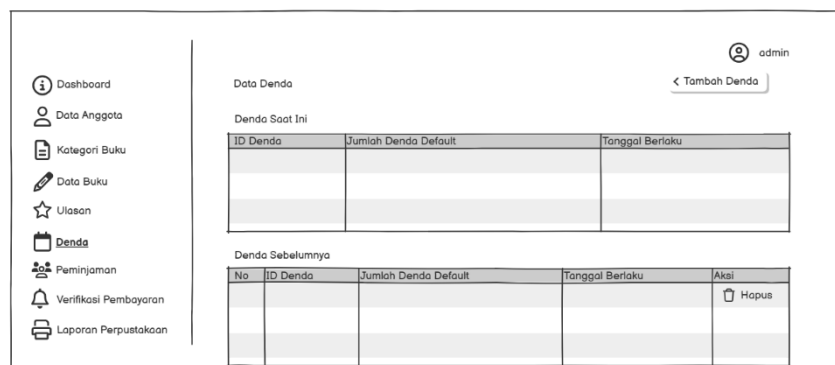 admin
Dashboard
Data Anggota
Kategori Buku
Data Buku
Ulasan
Denda
Peminjaman
Verifikasi Pembayaran
Laporan Perpustakaan
Data Denda
< Tambah Denda
Denda Saat Ini
ID Denda Jumlah Denda Default Tanggal Berlaku
Denda Sebelumnya
No ID Denda Jumlah Denda Default Tanggal Berlaku Aksi
Hapus